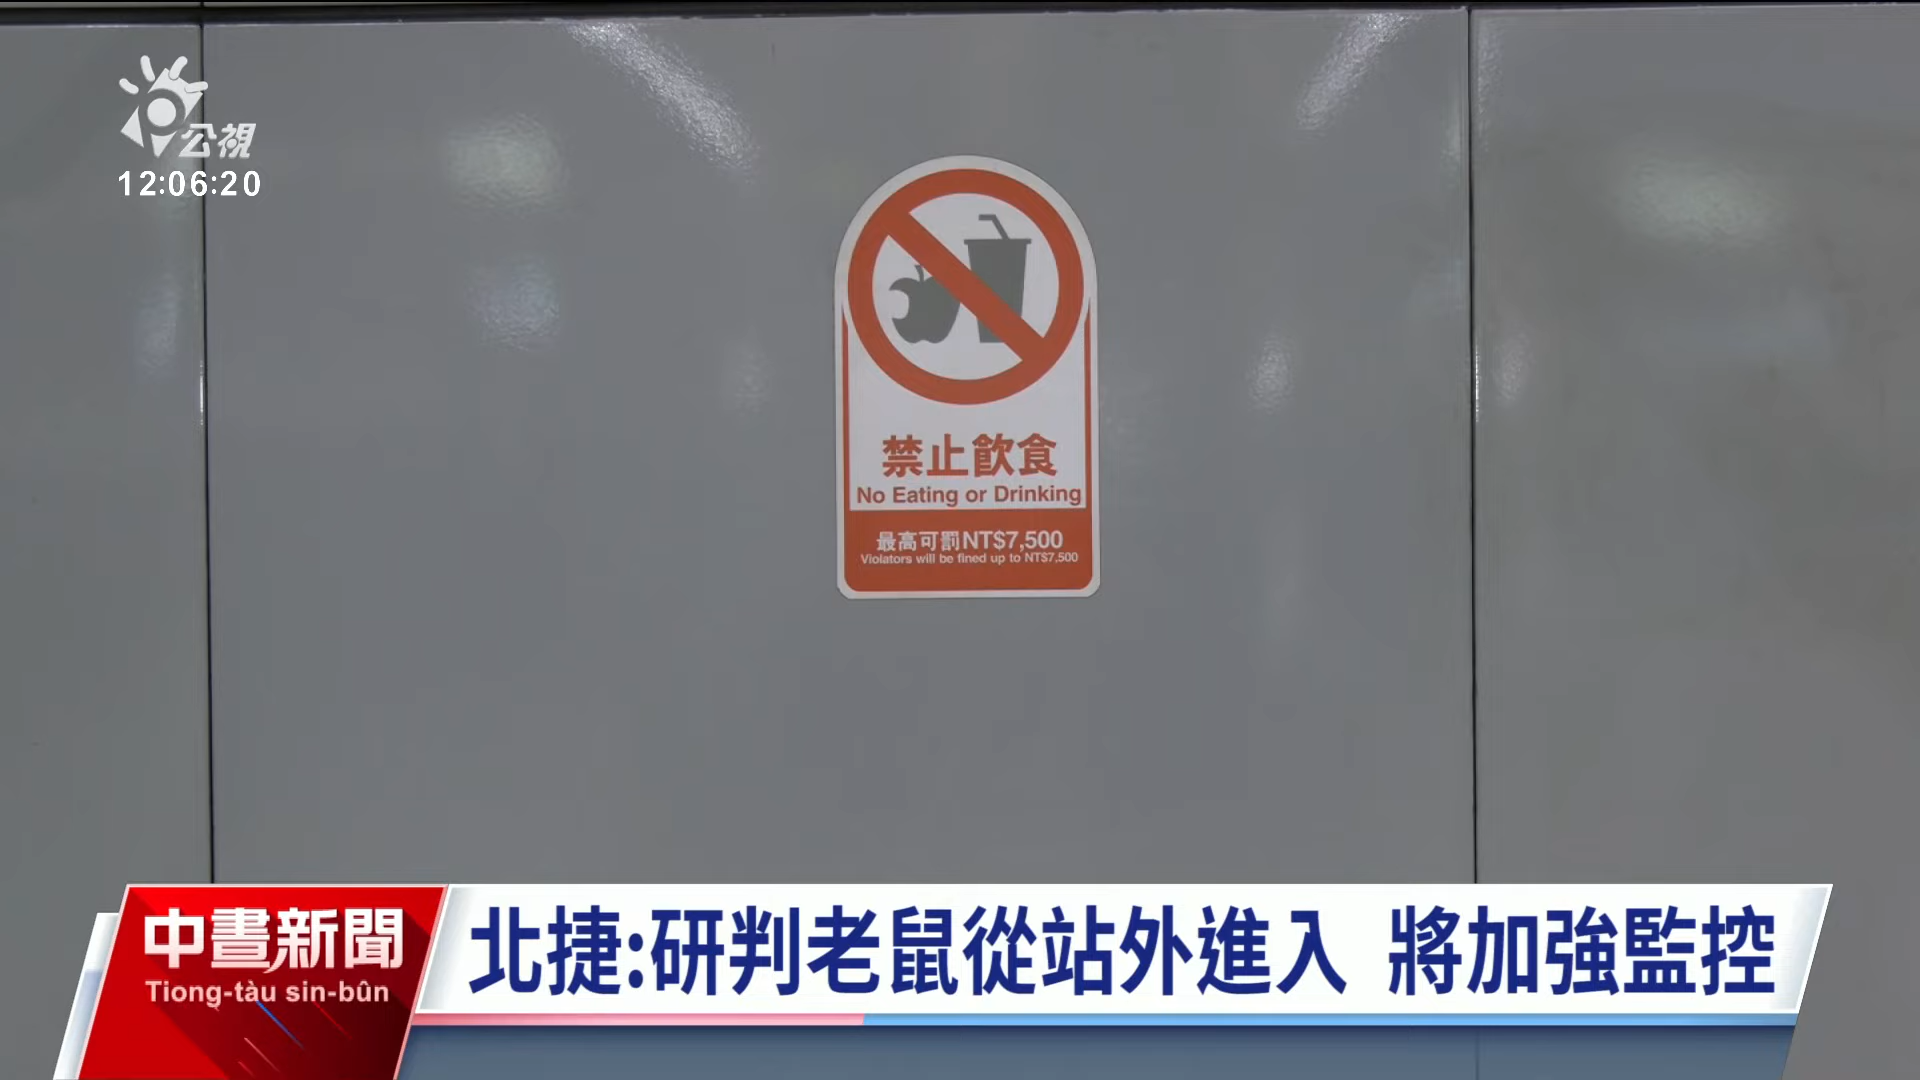 公視
12:06:20
禁止飲食
No Eating or Drinking
最高可罰NT$7,500
Violators will be fined up to NT$7,500
中晝新聞
Tiong-tàu sin-bûn
北捷:研判老鼠從站外進入 將加強監控